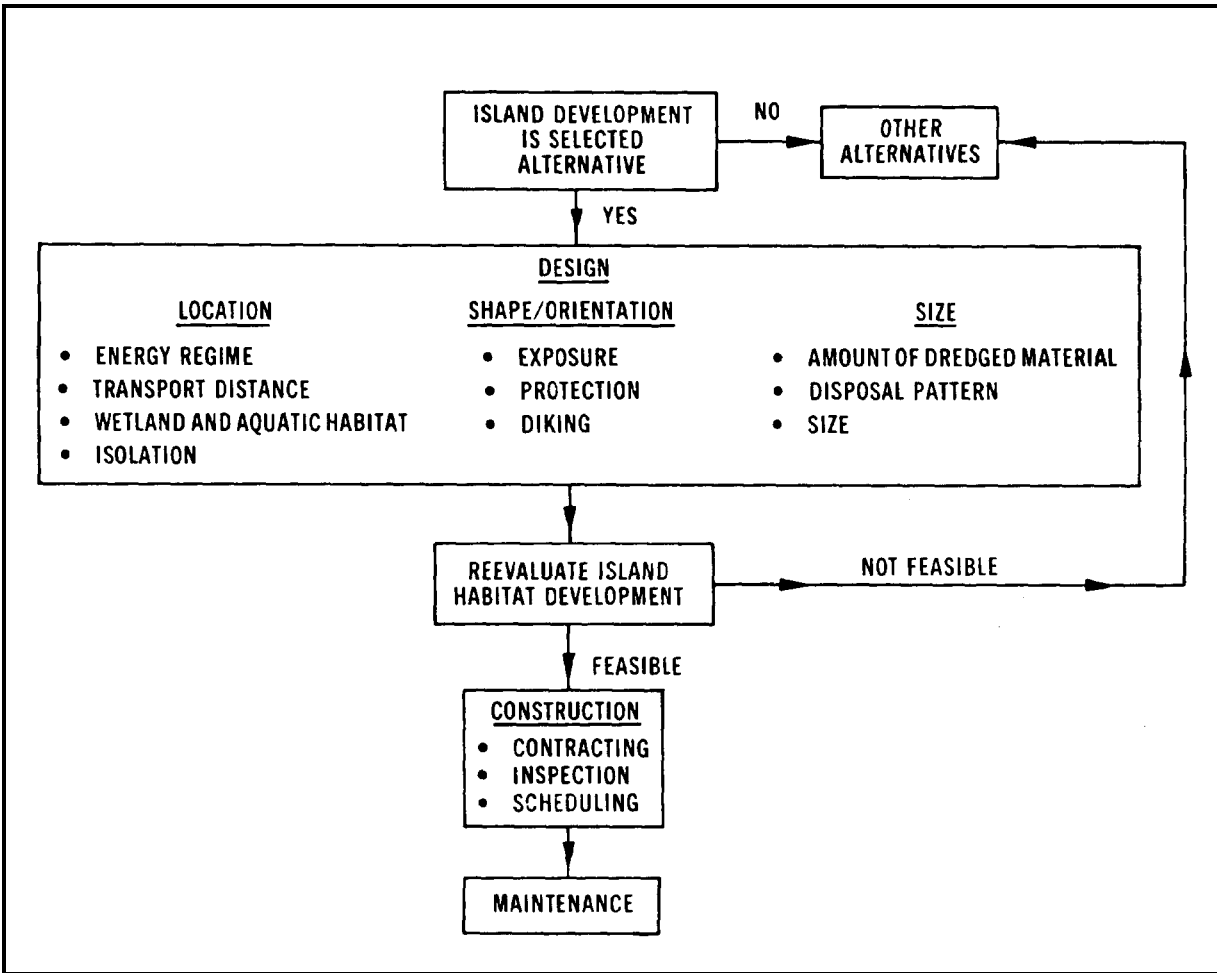 ISLAND DEVELOPMENT
IS SELECTED
ALTERNATIVE
NO
OTHER
ALTERNATIVES
YES
DESIGN
LOCATION
• ENERGY REGIME
• TRANSPORT DISTANCE
• WETLAND AND AQUATIC HABITAT
• ISOLATION
SHAPE/ORIENTATION
• EXPOSURE
• PROTECTION
• DIKING
SIZE
• AMOUNT OF DREDGED MATERIAL
• DISPOSAL PATTERN
• SIZE
REEVALUATE ISLAND
HABITAT DEVELOPMENT
NOT FEASIBLE
FEASIBLE
CONSTRUCTION
• CONTRACTING
• INSPECTION
• SCHEDULING
MAINTENANCE